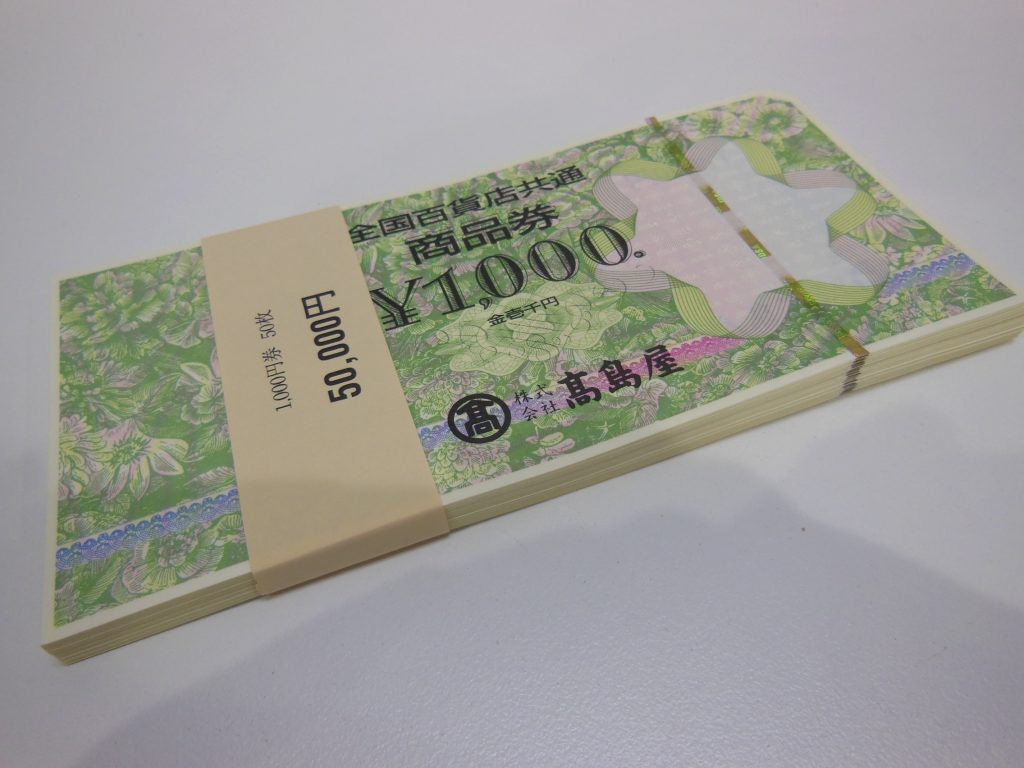 全国百貨店共通
商品券
¥1,000.
金壱千円
髙 株式会社 髙島屋
1,000円券 50枚
50,000円